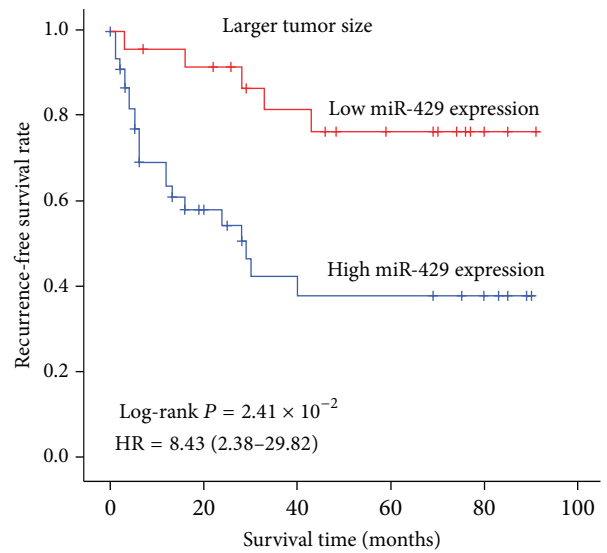 Larger tumor size
1.0
0.8
0.6
0.4
0.2
0.0
Recurrence-free survival rate
Low miR-429 expression
High miR-429 expression
Log-rank P = 2.41 × 10⁻²
HR = 8.43 (2.38–29.82)
0 20 40 60 80 100
Survival time (months)